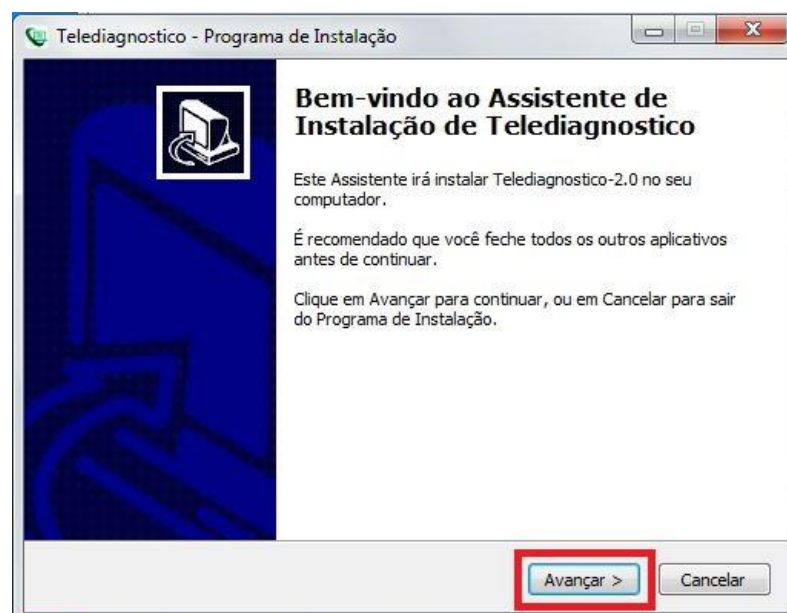 Telediagnostico - Programa de Instalação
Bem-vindo ao Assistente de
Instalação de Telediagnostico
Este Assistente irá instalar Telediagnostico-2.0 no seu
computador.
É recomendado que você feche todos os outros aplicativos
antes de continuar.
Clique em Avançar para continuar, ou em Cancelar para sair
do Programa de Instalação.
Avançar >
Cancelar